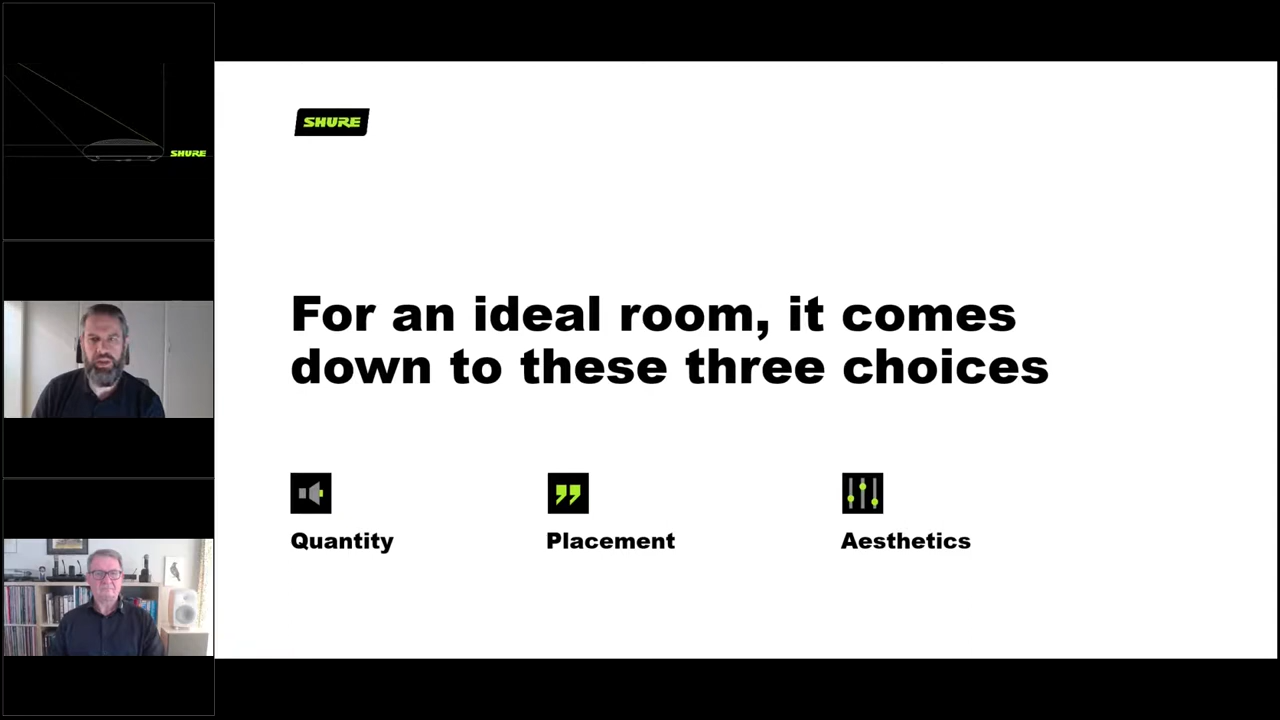 SHURE
SHURE
For an ideal room, it comes
down to these three choices
Quantity
Placement
Aesthetics